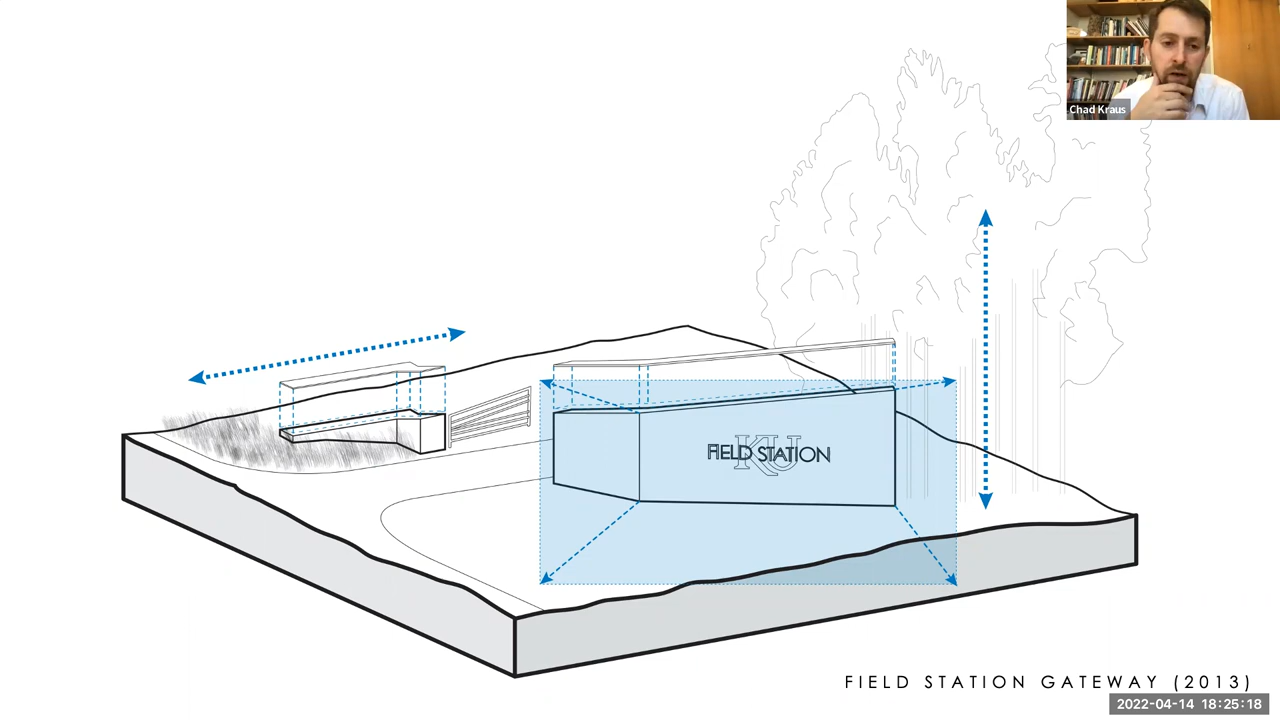 Chad Kraus
KU
FIELD STATION
FIELD STATION GATEWAY (2013)
2022-04-14 18:25:18